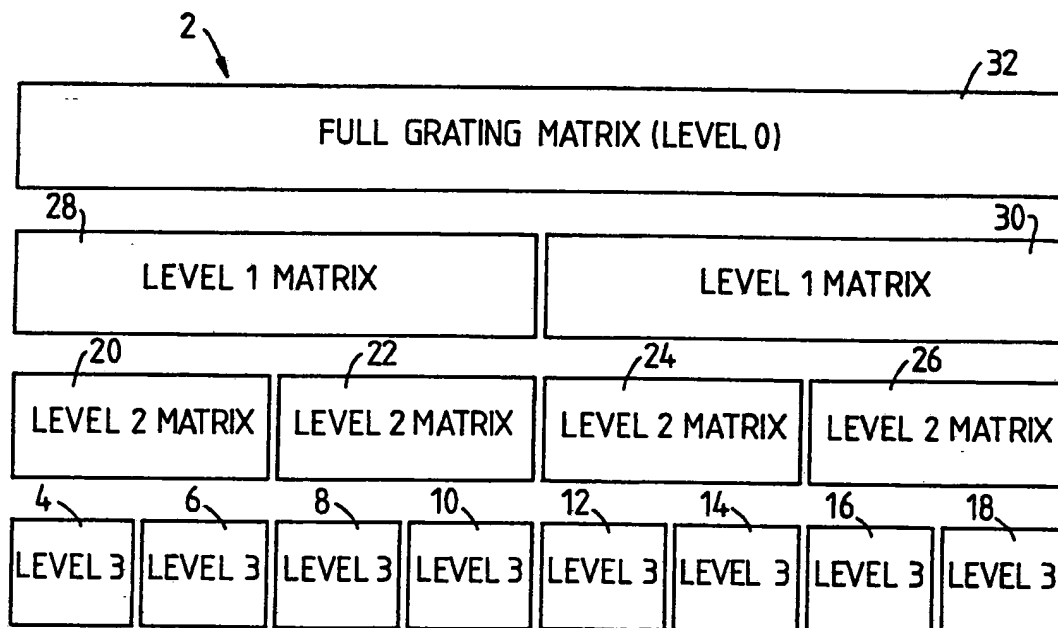 2
32
FULL GRATING MATRIX (LEVEL 0)
28
30
LEVEL 1 MATRIX
LEVEL 1 MATRIX
20
22
24
26
LEVEL 2 MATRIX
LEVEL 2 MATRIX
LEVEL 2 MATRIX
LEVEL 2 MATRIX
4
6
8
10
12
14
16
18
LEVEL 3
LEVEL 3
LEVEL 3
LEVEL 3
LEVEL 3
LEVEL 3
LEVEL 3
LEVEL 3